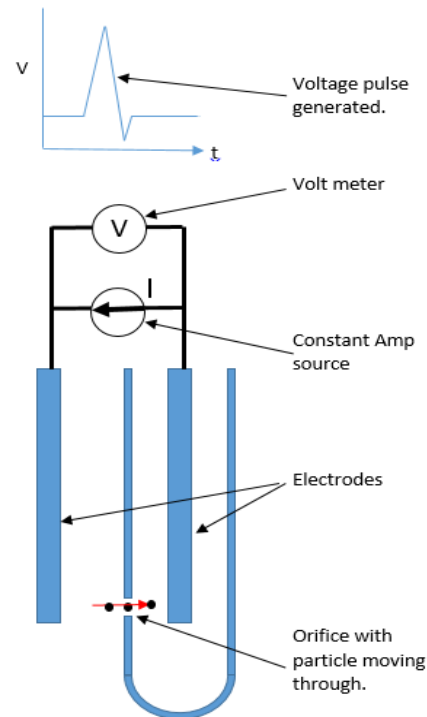 V
Voltage pulse
generated.
t
Volt meter
V
I
Constant Amp
source
Electrodes
Orifice with
particle moving
through.